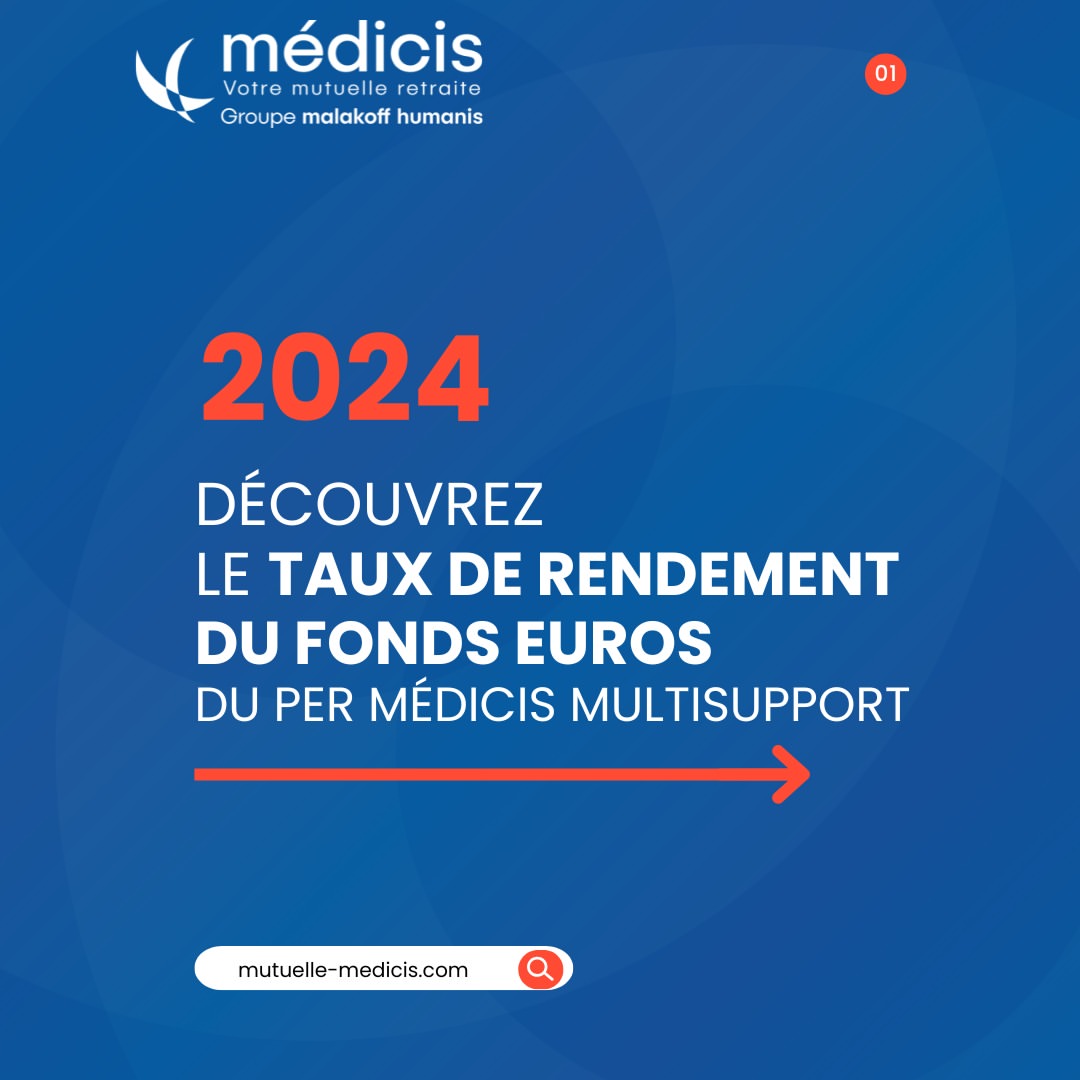 médicis
Votre mutuelle retraite
Groupe malakoff humanis
01
2024
DÉCOUVREZ
LE TAUX DE RENDEMENT
DU FONDS EUROS
DU PER MÉDICIS MULTISUPPORT
mutuelle-medicis.com